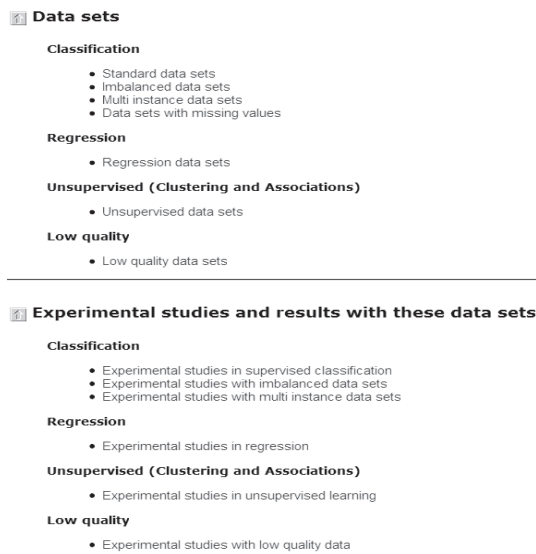 Data sets
Classification
• Standard data sets
• Imbalanced data sets
• Multi instance data sets
• Data sets with missing values
Regression
• Regression data sets
Unsupervised (Clustering and Associations)
• Unsupervised data sets
Low quality
• Low quality data sets
Experimental studies and results with these data sets
Classification
• Experimental studies in supervised classification
• Experimental studies with imbalanced data sets
• Experimental studies with multi instance data sets
Regression
• Experimental studies in regression
Unsupervised (Clustering and Associations)
• Experimental studies in unsupervised learning
Low quality
• Experimental studies with low quality data